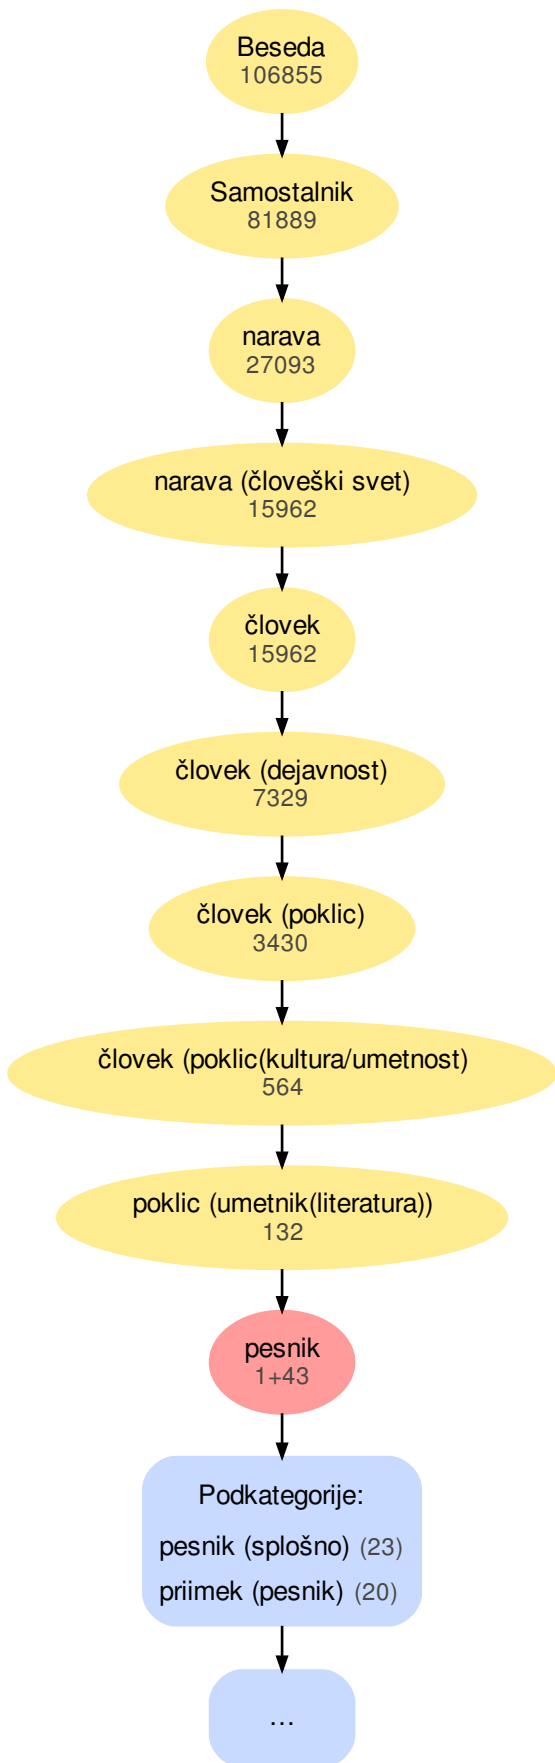 Beseda
106855
Samostalnik
81889
narava
27093
narava (človeški svet)
15962
človek
15962
človek (dejavnost)
7329
človek (poklic)
3430
človek (poklic(kultura/umetnost)
564
poklic (umetnik(literatura))
132
pesnik
1+43
Podkategorije:
pesnik (splošno) (23)
priimek (pesnik) (20)
...